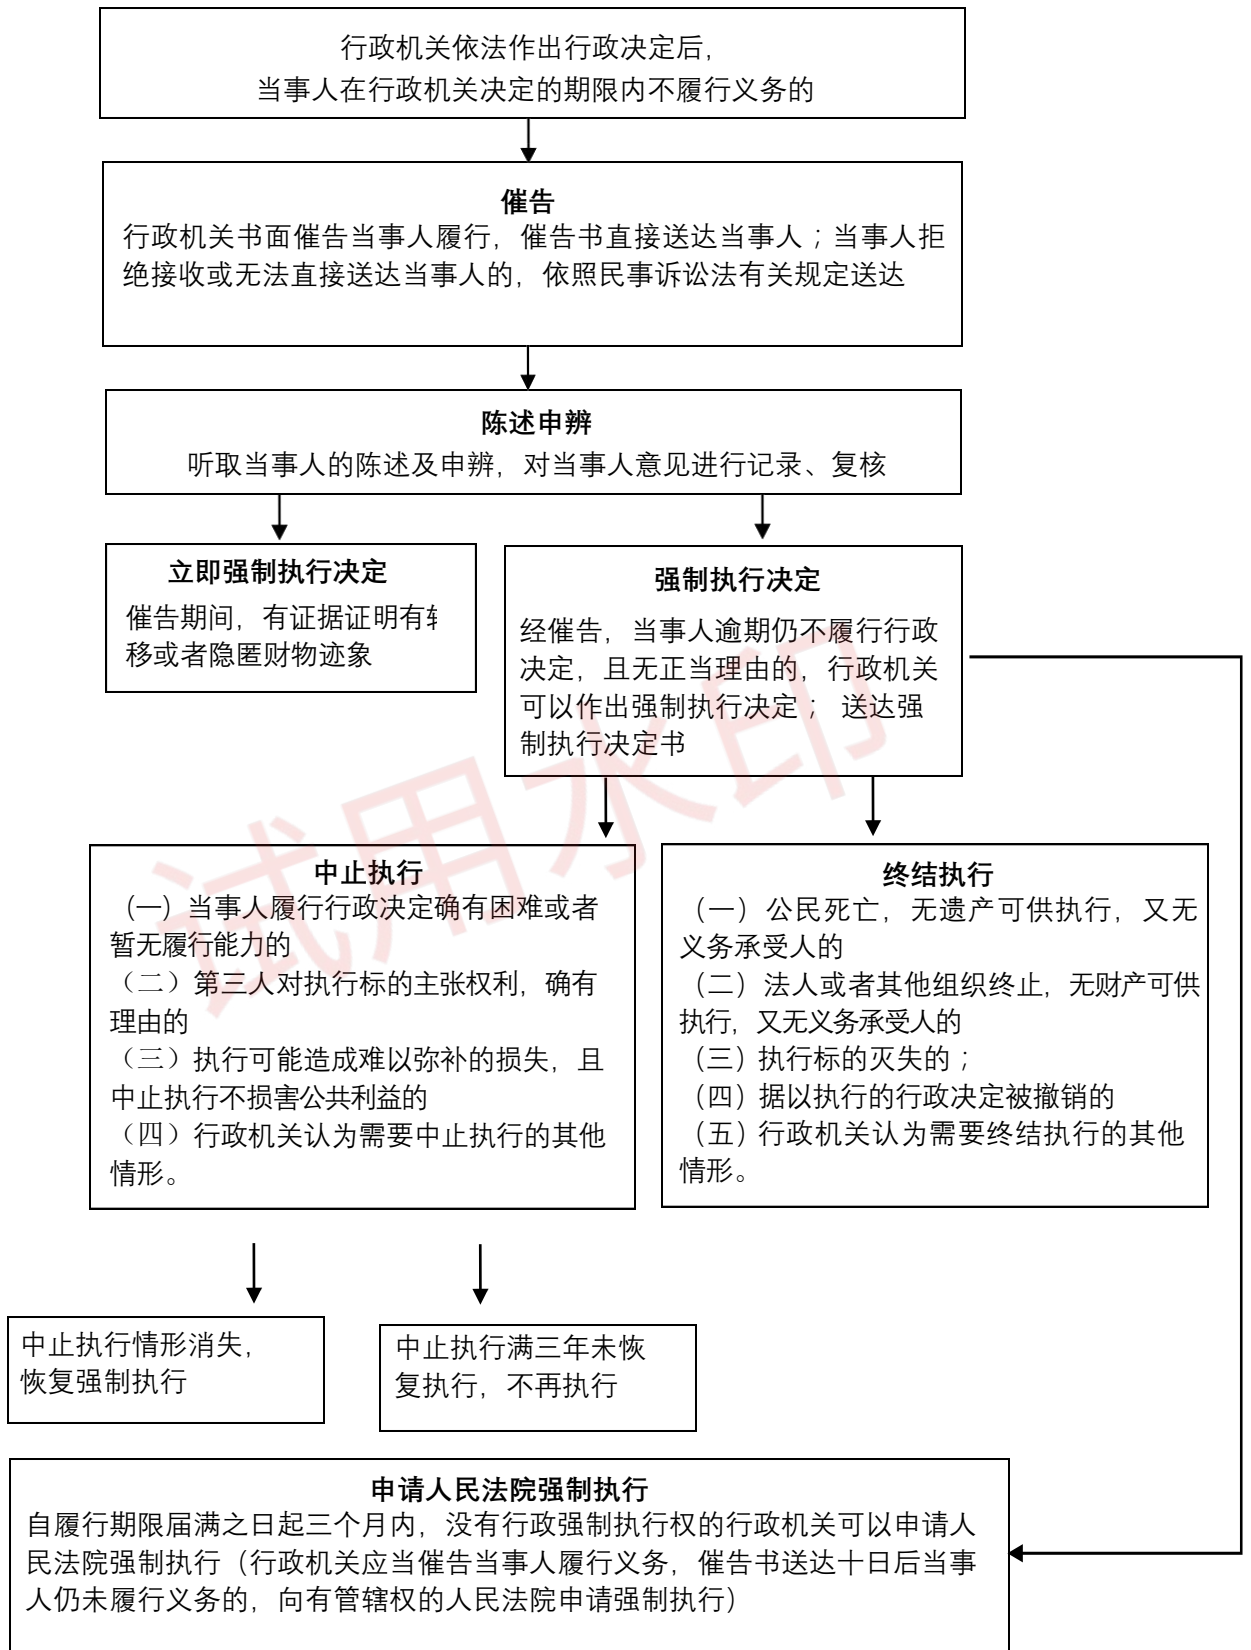 行政机关依法作出行政决定后，
当事人在行政机关决定的期限内不履行义务的
催告
行政机关书面催告当事人履行，催告书直接送达当事人；当事人拒
绝接收或无法直接送达当事人的，依照民事诉讼法有关规定送达
陈述申辨
听取当事人的陈述及申辨，对当事人意见进行记录、复核
立即强制执行决定
催告期间，有证据证明有转
移或者隐匿财物迹象
强制执行决定
经催告，当事人逾期仍不履行行政
决定，且无正当理由的，行政机关
可以作出强制执行决定； 送达强
制执行决定书
中止执行
（一）当事人履行行政决定确有困难或者
暂无履行能力的
（二）第三人对执行标的主张权利，确有
理由的
（三）执行可能造成难以弥补的损失，且
中止执行不损害公共利益的
（四）行政机关认为需要中止执行的其他
情形。
终结执行
（一）公民死亡，无遗产可供执行，又无
义务承受人的
（二）法人或者其他组织终止，无财产可供
执行，又无义务承受人的
（三）执行标的灭失的；
（四）据以执行的行政决定被撤销的
（五）行政机关认为需要终结执行的其他
情形。
中止执行情形消失，
恢复强制执行
中止执行满三年未恢
复执行，不再执行
申请人民法院强制执行
自履行期限届满之日起三个月内，没有行政强制执行权的行政机关可以申请人
民法院强制执行（行政机关应当催告当事人履行义务，催告书送达十日后当事
人仍未履行义务的，向有管辖权的人民法院申请强制执行）
试用水印